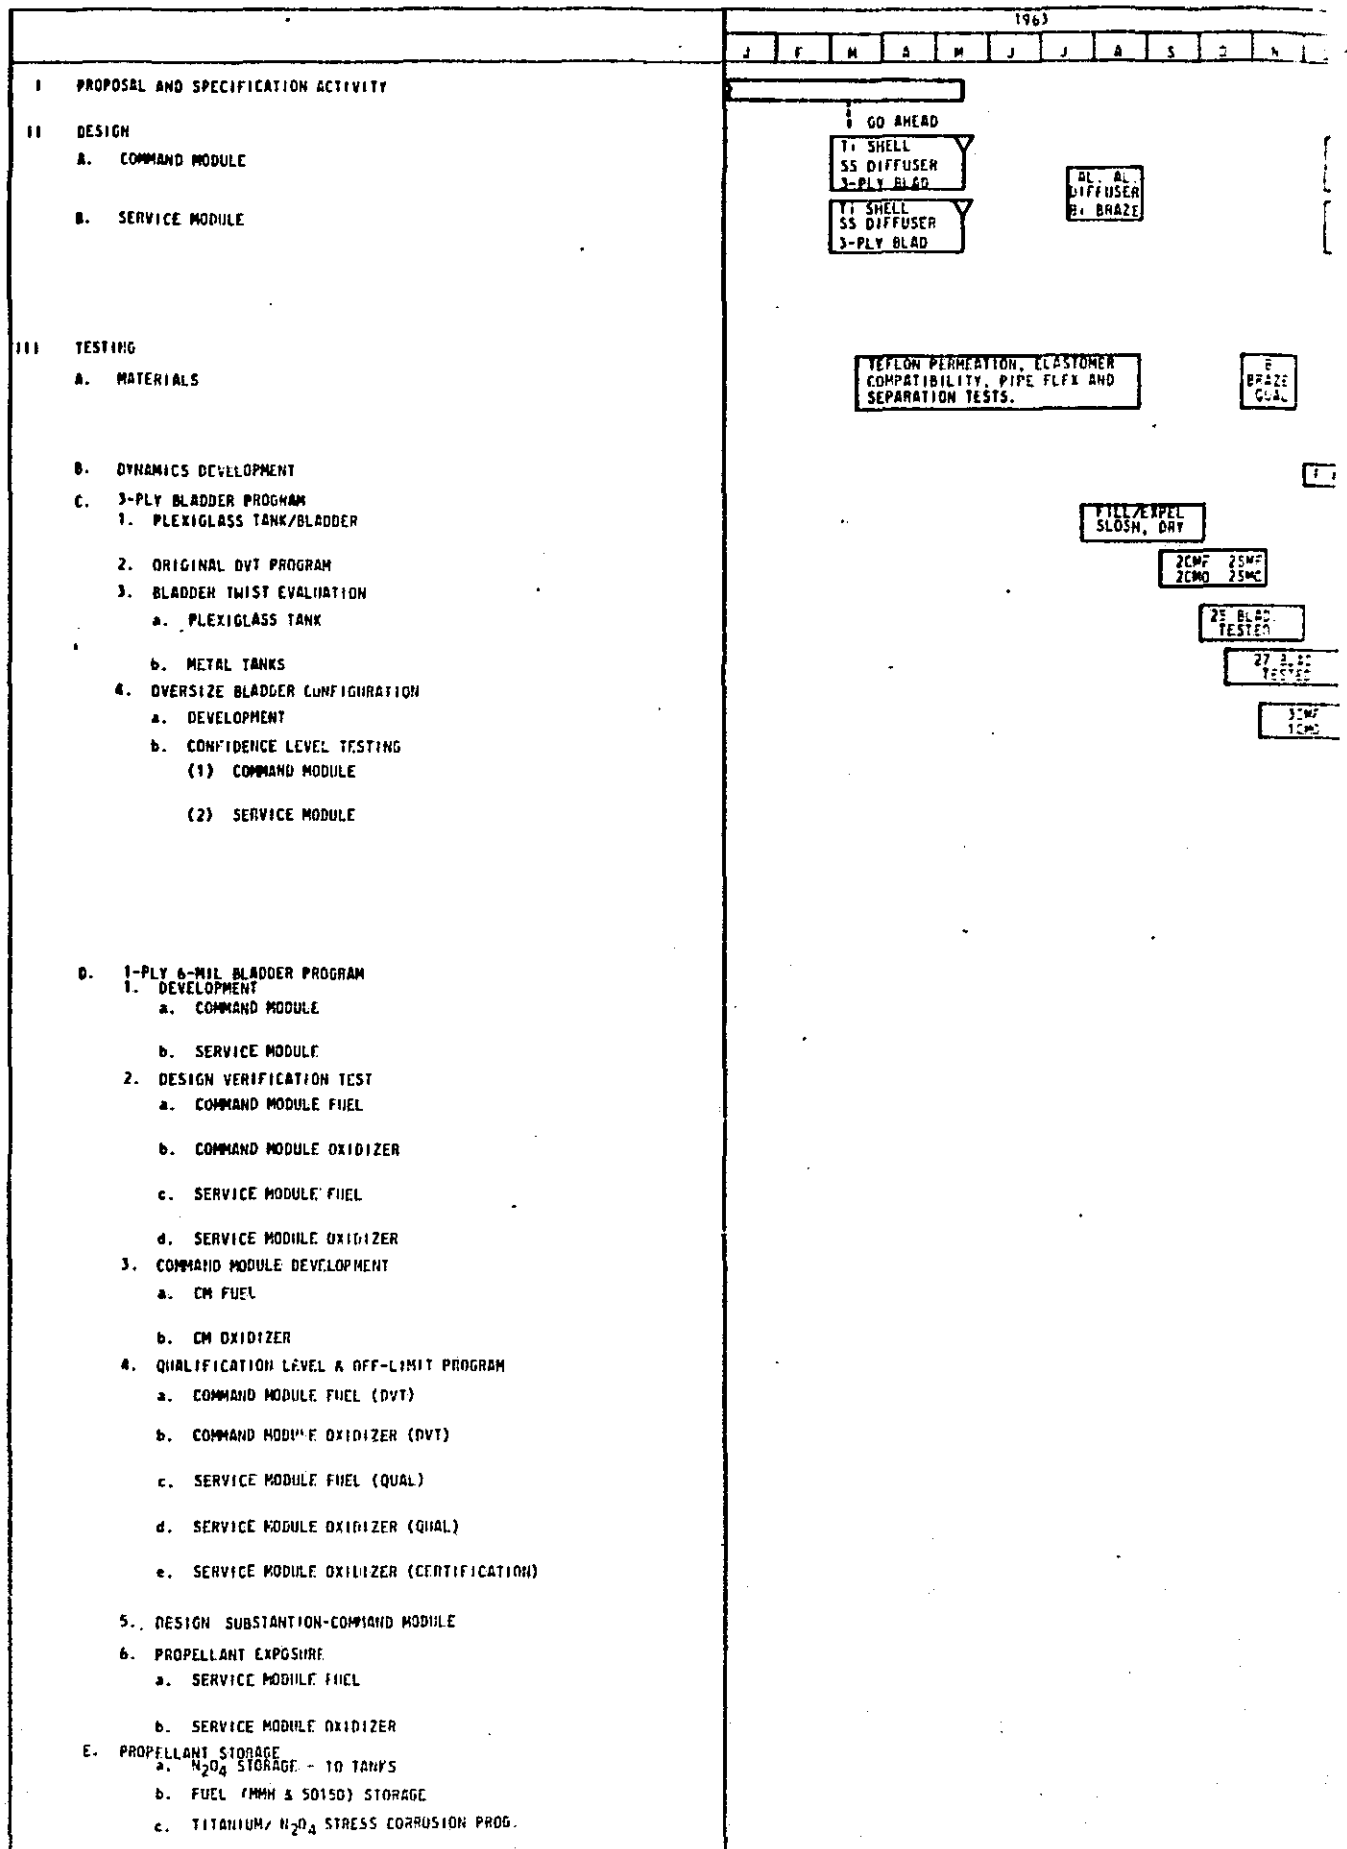 1963
J F M A M J J A S O N
I PROPOSAL AND SPECIFICATION ACTIVITY
GO AHEAD
II DESIGN
A. COMMAND MODULE
Ti SHELL
SS DIFFUSER
3-PLY BLAD
AL. AL.
DIFFUSER
Bi BRAZE
B. SERVICE MODULE
Ti SHELL
SS DIFFUSER
3-PLY BLAD
III TESTING
A. MATERIALS
TEFLON PERMEATION, ELASTOMER
COMPATIBILITY, PIPE FLEX AND
SEPARATION TESTS.
BRAZE
QUAL
B. DYNAMICS DEVELOPMENT
C. 3-PLY BLADDER PROGRAM
1. PLEXIGLASS TANK/BLADDER
FILL/EXPEL
SLOSH, DRY
2. ORIGINAL DVT PROGRAM
2CMF 2SMF
2CMO 2SMO
3. BLADDER TWIST EVALUATION
a. PLEXIGLASS TANK
25 BLAD.
TESTED
b. METAL TANKS
27 BLAD
TESTED
4. OVERSIZE BLADDER CONFIGURATION
a. DEVELOPMENT
3CMF
1CMO
b. CONFIDENCE LEVEL TESTING
(1) COMMAND MODULE
(2) SERVICE MODULE
D. 1-PLY 6-MIL BLADDER PROGRAM
1. DEVELOPMENT
a. COMMAND MODULE
b. SERVICE MODULE
2. DESIGN VERIFICATION TEST
a. COMMAND MODULE FUEL
b. COMMAND MODULE OXIDIZER
c. SERVICE MODULE FUEL
d. SERVICE MODULE OXIDIZER
3. COMMAND MODULE DEVELOPMENT
a. CM FUEL
b. CM OXIDIZER
4. QUALIFICATION LEVEL & OFF-LIMIT PROGRAM
a. COMMAND MODULE FUEL (DVT)
b. COMMAND MODULE OXIDIZER (DVT)
c. SERVICE MODULE FUEL (QUAL)
d. SERVICE MODULE OXIDIZER (QUAL)
e. SERVICE MODULE OXIDIZER (CERTIFICATION)
5. DESIGN SUBSTANTION-COMMAND MODULE
6. PROPELLANT EXPOSURE
a. SERVICE MODULE FUEL
b. SERVICE MODULE OXIDIZER
E. PROPELLANT STORAGE
a. N2O4 STORAGE - 10 TANKS
b. FUEL (MMH & 50150) STORAGE
c. TITANIUM/ N2O4 STRESS CORROSION PROG.